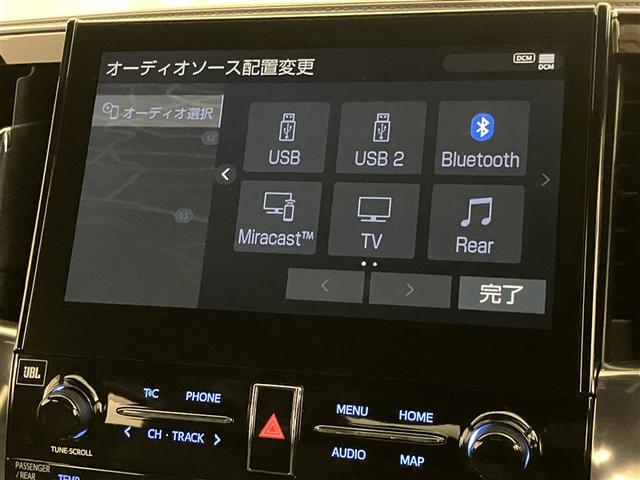 オーディオソース配置変更
DCM
DCM
オーディオ選択
USB
USB 2
Bluetooth
Miracast™
TV
Rear
完了
JBL
T/C
PHONE
MENU
HOME
TUNE·SCROLL
CH · TRACK
AUDIO
MAP
PASSENGER
/REAR
TEMP